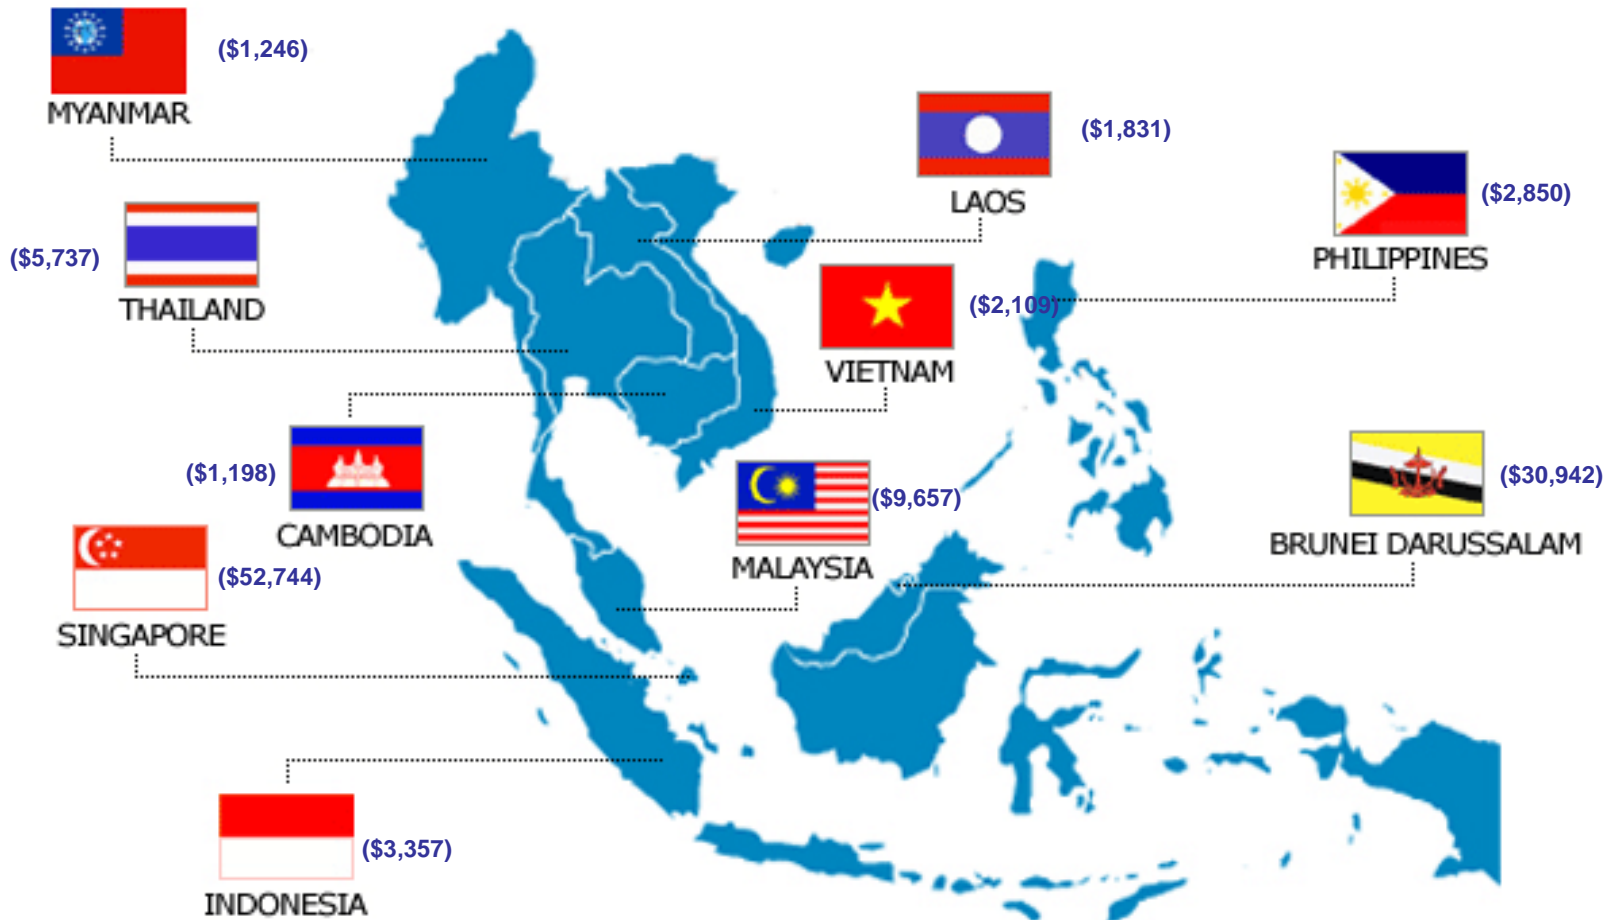 ($1,246)
MYANMAR
($1,831)
LAOS
($2,850)
PHILIPPINES
($5,737)
THAILAND
($2,109)
VIETNAM
($1,198)
CAMBODIA
($9,657)
MALAYSIA
($30,942)
BRUNEI DARUSSALAM
($52,744)
SINGAPORE
($3,357)
INDONESIA